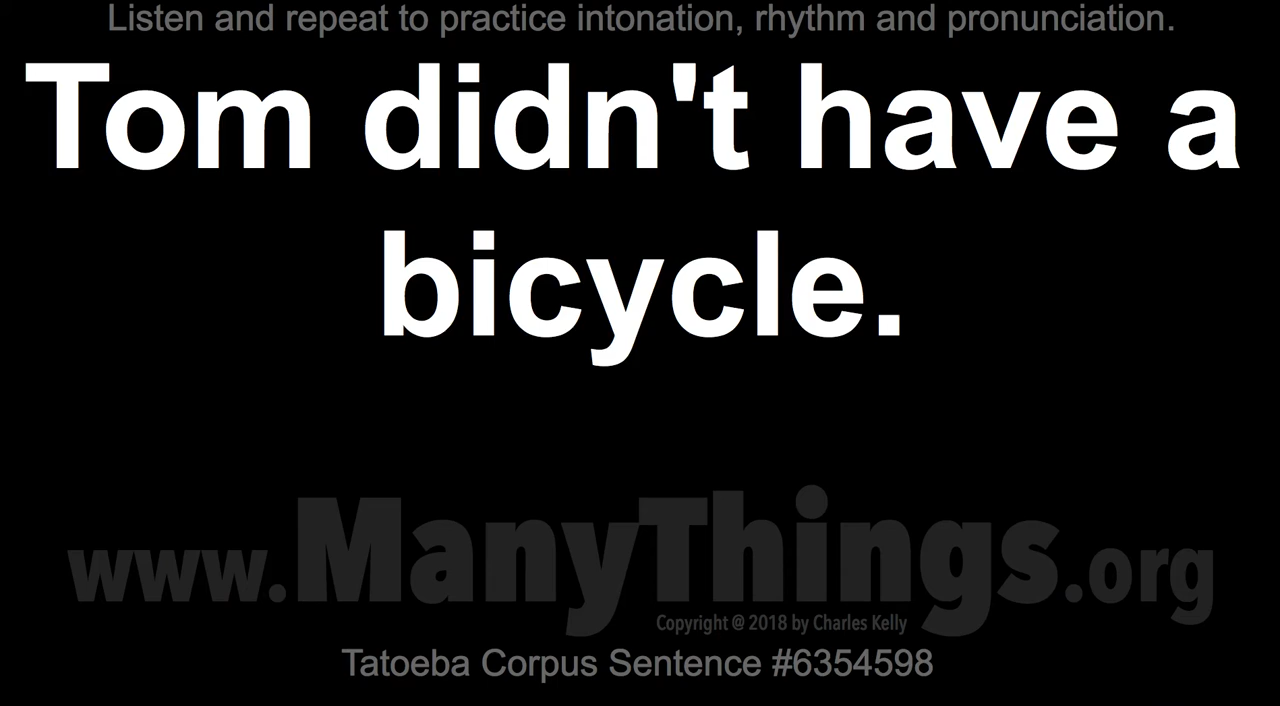 Listen and repeat to practice intonation, rhythm and pronunciation.
Tom didn't have a
bicycle.
www.ManyThings.org
Copyright @ 2018 by Charles Kelly
Tatoeba Corpus Sentence #6354598